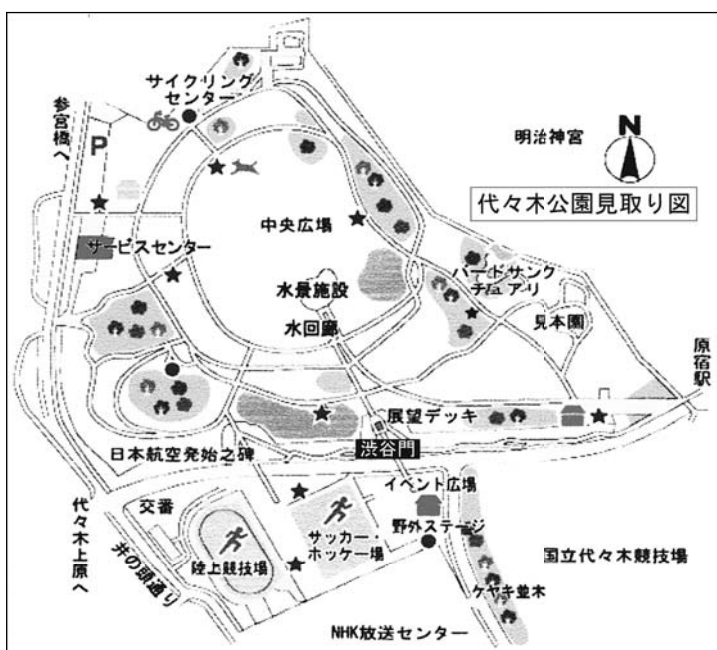 サイクリング
センター
参宮橋へ
P
明治神宮
N
代々木公園見取り図
中央広場
サービスセンター
バードサンク
チュアリ
水景施設
見本園
水回廊
原宿駅
展望デッキ
日本航空発始之碑
渋谷門
イベント広場
交番
代々木上原へ
井の頭通り
サッカー・
ホッケー場
野外ステージ
陸上競技場
国立代々木競技場
ケヤキ並木
NHK放送センター